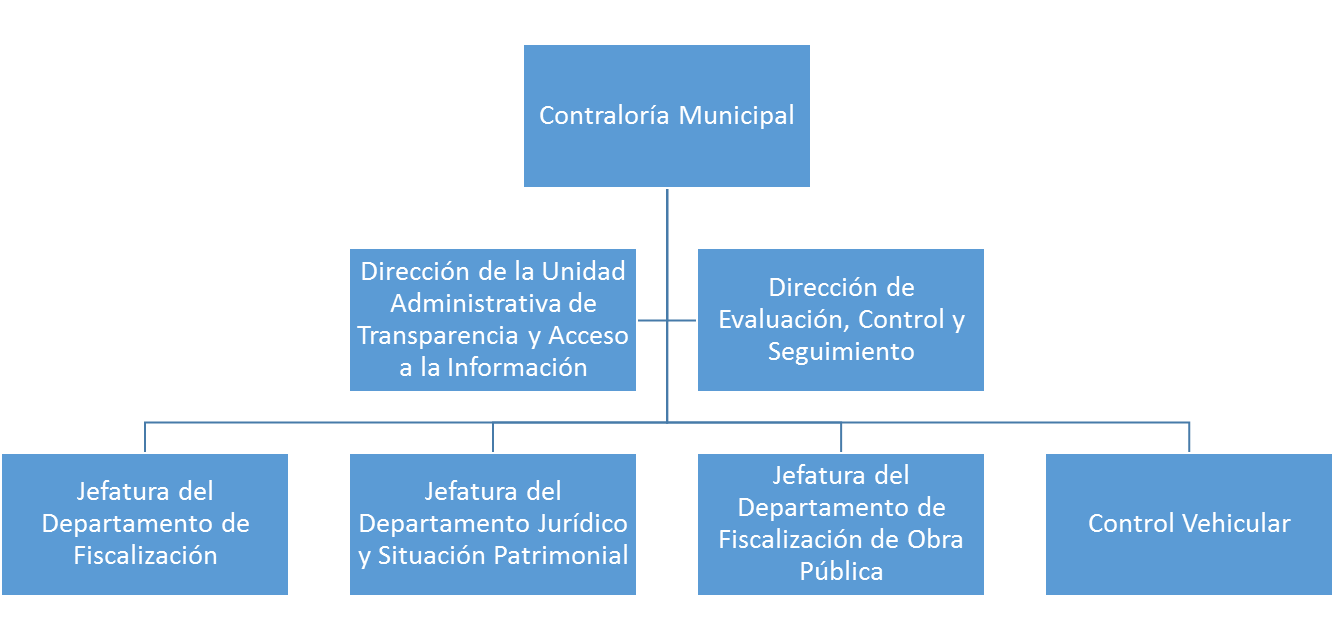 Contraloría Municipal
Dirección de la Unidad
Administrativa de
Transparencia y Acceso
a la Información
Dirección de
Evaluación, Control y
Seguimiento
Jefatura del
Departamento de
Fiscalización
Jefatura del
Departamento Jurídico
y Situación Patrimonial
Jefatura del
Departamento de
Fiscalización de Obra
Pública
Control Vehicular